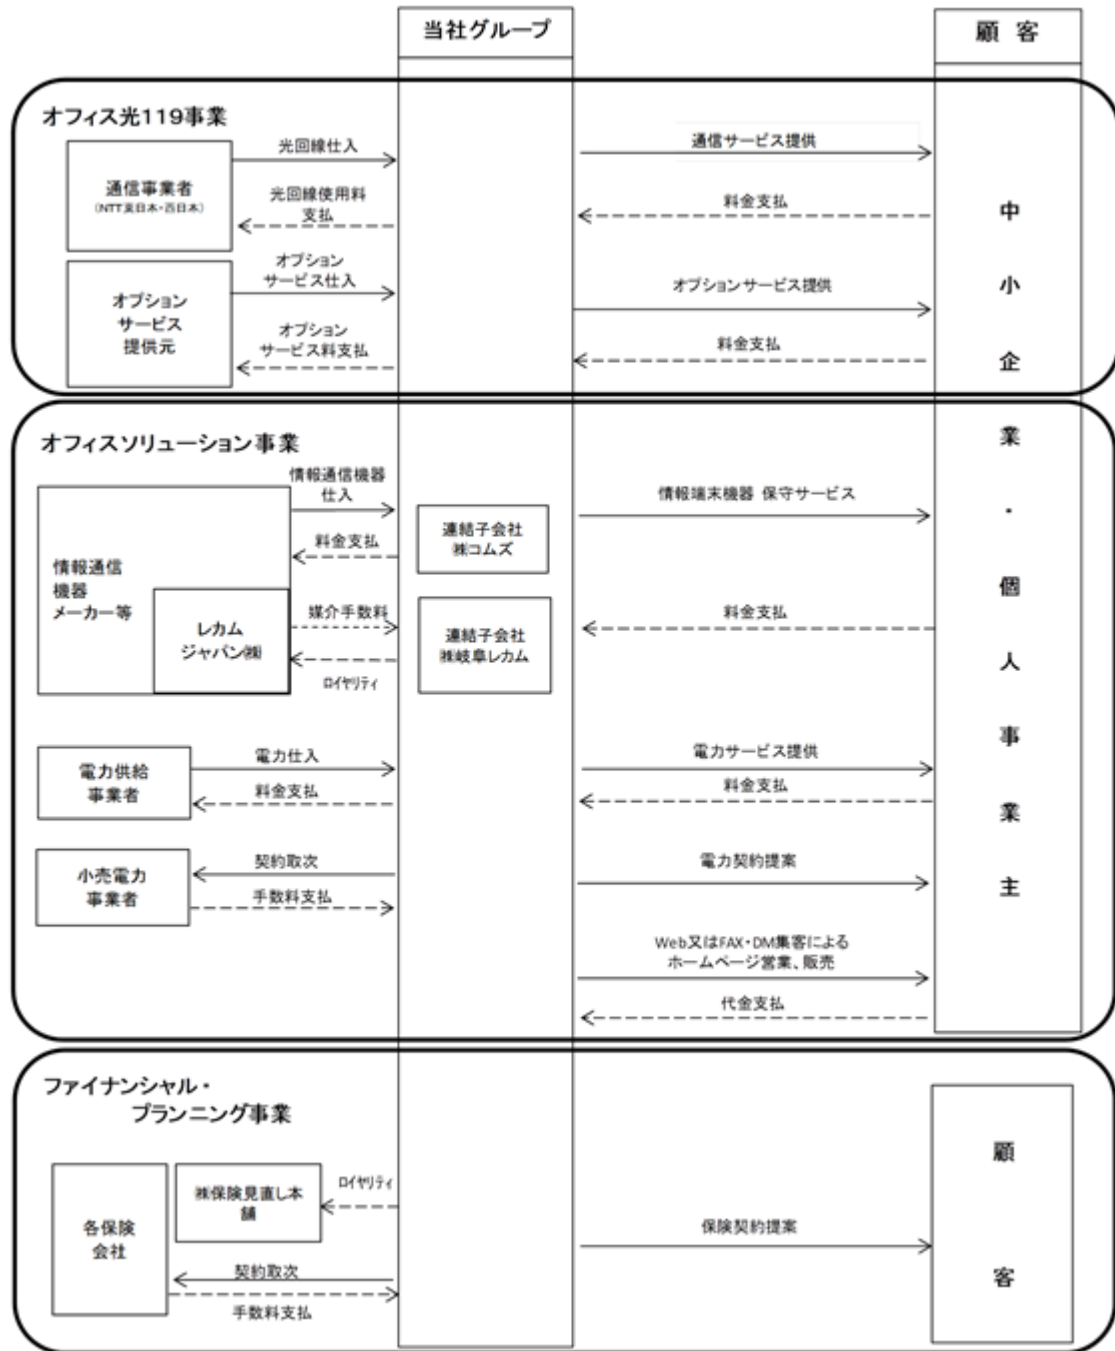 当社グループ
顧 客
オフィス光119事業
通信事業者
(NTT東日本・西日本)
光回線仕入
光回線使用料
支払
通信サービス提供
料金支払
オプション
サービス
提供元
オプション
サービス仕入
オプション
サービス料支払
オプションサービス提供
料金支払
中小企業・個人事業主
オフィスソリューション事業
情報通信
機器
メーカー等
レカム
ジャパン㈱
情報通信機器
仕入
料金支払
媒介手数料
ロイヤリティ
連結子会社
㈱コムズ
連結子会社
㈱岐阜レカム
情報端末機器 保守サービス
料金支払
電力供給
事業者
電力仕入
料金支払
電力サービス提供
料金支払
小売電力
事業者
契約取次
手数料支払
電力契約提案
Web又はFAX・DM集客による
ホームページ営業、販売
代金支払
ファイナンシャル・
プランニング事業
各保険
会社
㈱保険見直し本
舗
ロイヤリティ
契約取次
手数料支払
保険契約提案
顧客